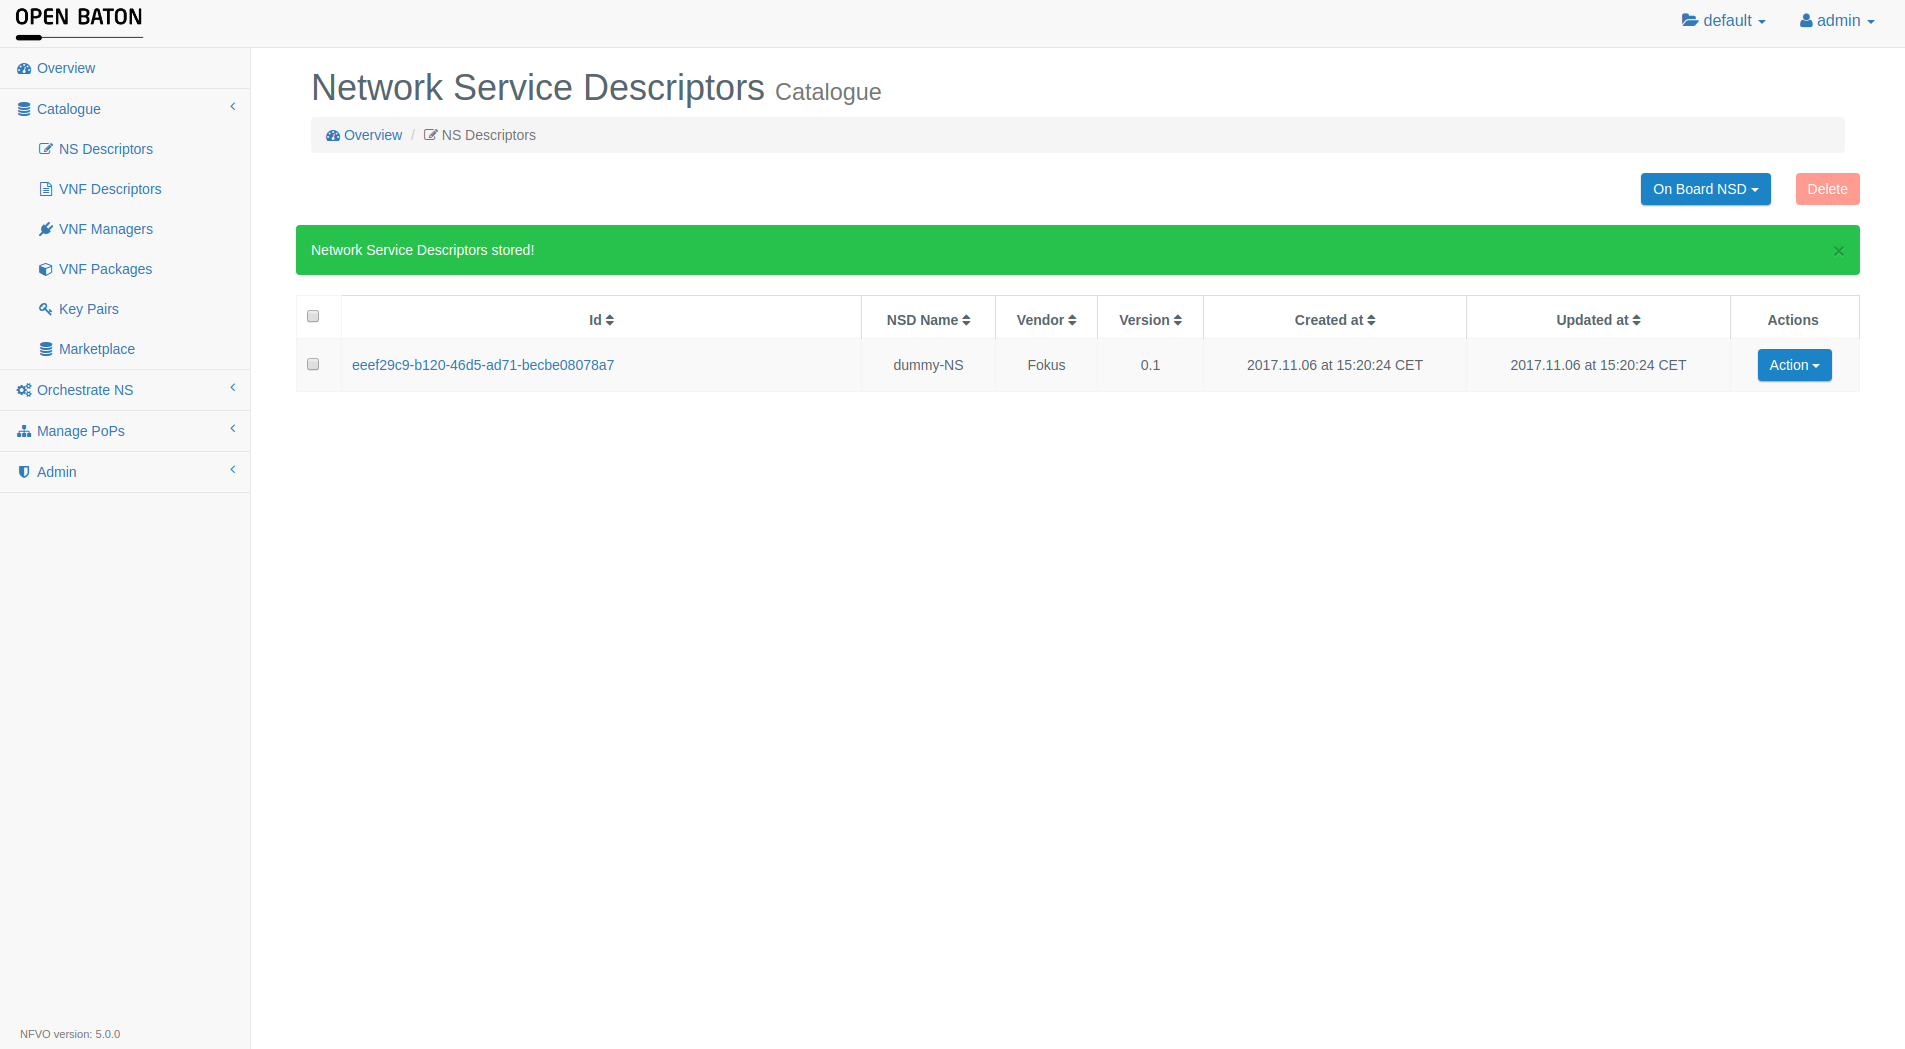 OPEN BATON
default
admin
Overview
Catalogue
NS Descriptors
VNF Descriptors
VNF Managers
VNF Packages
Key Pairs
Marketplace
Orchestrate NS
Manage PoPs
Admin
NFVO version: 5.0.0
Network Service Descriptors Catalogue
Overview / NS Descriptors
On Board NSD
Delete
Network Service Descriptors stored!
×
Id NSD Name Vendor Version Created at Updated at Actions
eeef29c9-b120-46d5-ad71-becbe08078a7 dummy-NS Fokus 0.1 2017.11.06 at 15:20:24 CET 2017.11.06 at 15:20:24 CET Action